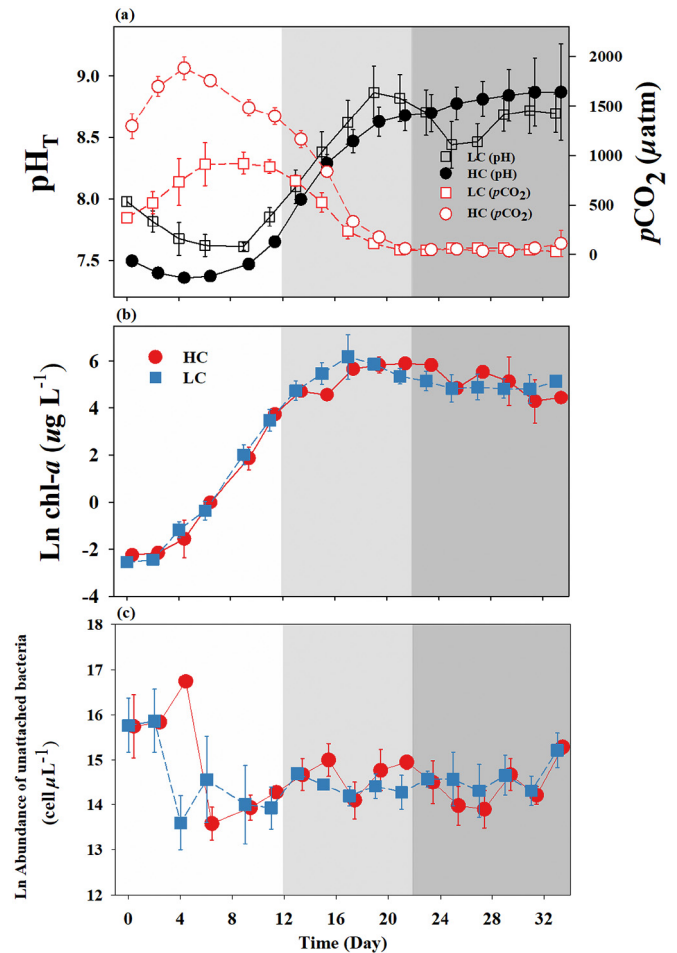 (a)
9.0
8.5
8.0
7.5
pH_T
2000
1500
1000
500
0
pCO2 (µatm)
LC (pH)
HC (pH)
LC (pCO2)
HC (pCO2)
(b)
6
4
2
0
-2
-4
Ln chl-a (ug L-1)
HC
LC
(c)
18
17
16
15
14
13
12
Ln Abundance of unattached bacteria
(cell µL-1)
0 4 8 12 16 20 24 28 32
Time (Day)